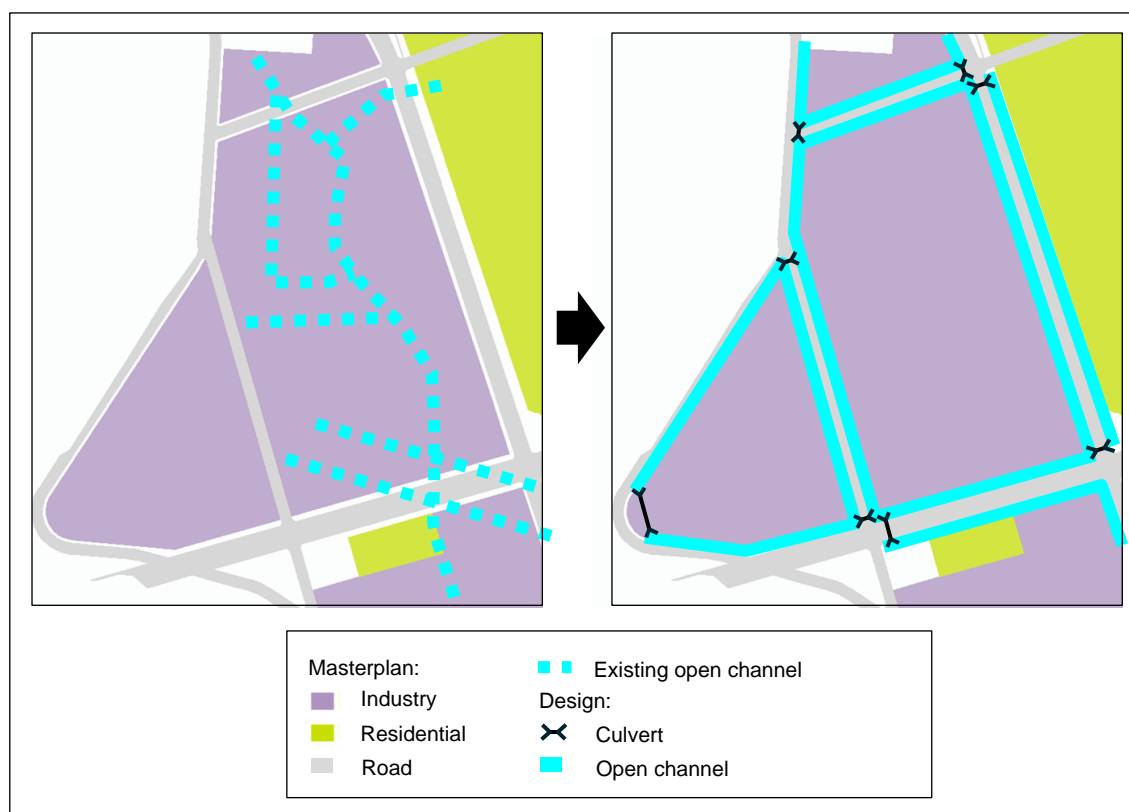 Masterplan:
Industry
Residential
Road
Existing open channel
Design:
Culvert
Open channel